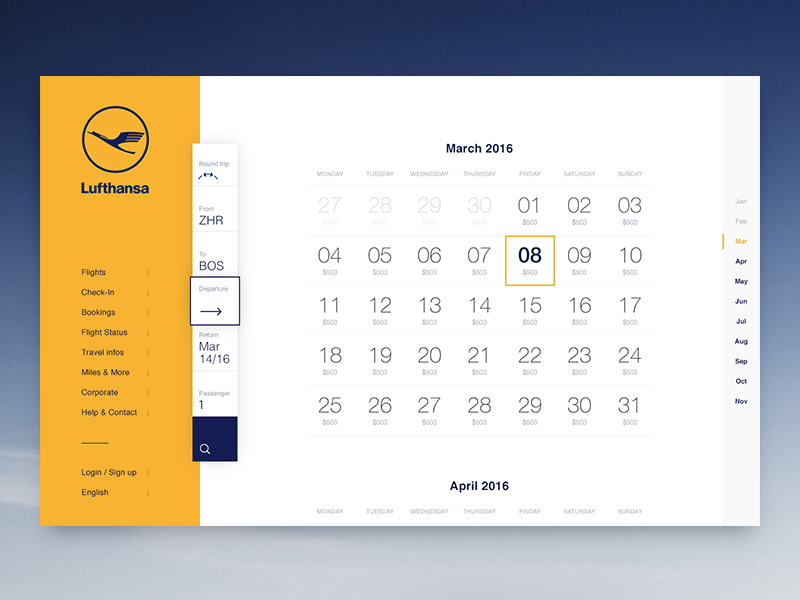 Lufthansa
Flights
Check-In
Bookings
Flight Status
Travel infos
Miles & More
Corporate
Help & Contact
Login / Sign up
English
Round trip
From
ZHR
To
BOS
Departure
Return
Mar
14/16
Passenger
1
March 2016
MONDAY TUESDAY WEDNESDAY THURSDAY FRIDAY SATURDAY SUNDAY
27 28 29 30 01 02 03
$503 $503 $503 $503 $503 $503 $503
04 05 06 07 08 09 10
$503 $503 $503 $503 $503 $503 $503
11 12 13 14 15 16 17
$503 $503 $503 $503 $503 $503 $503
18 19 20 21 22 23 24
$503 $503 $503 $503 $503 $503 $503
25 26 27 28 29 30 31
$503 $503 $503 $503 $503 $503 $503
April 2016
MONDAY TUESDAY WEDNESDAY THURSDAY FRIDAY SATURDAY SUNDAY
Jan
Feb
Mar
Apr
May
Jun
Jul
Aug
Sep
Oct
Nov